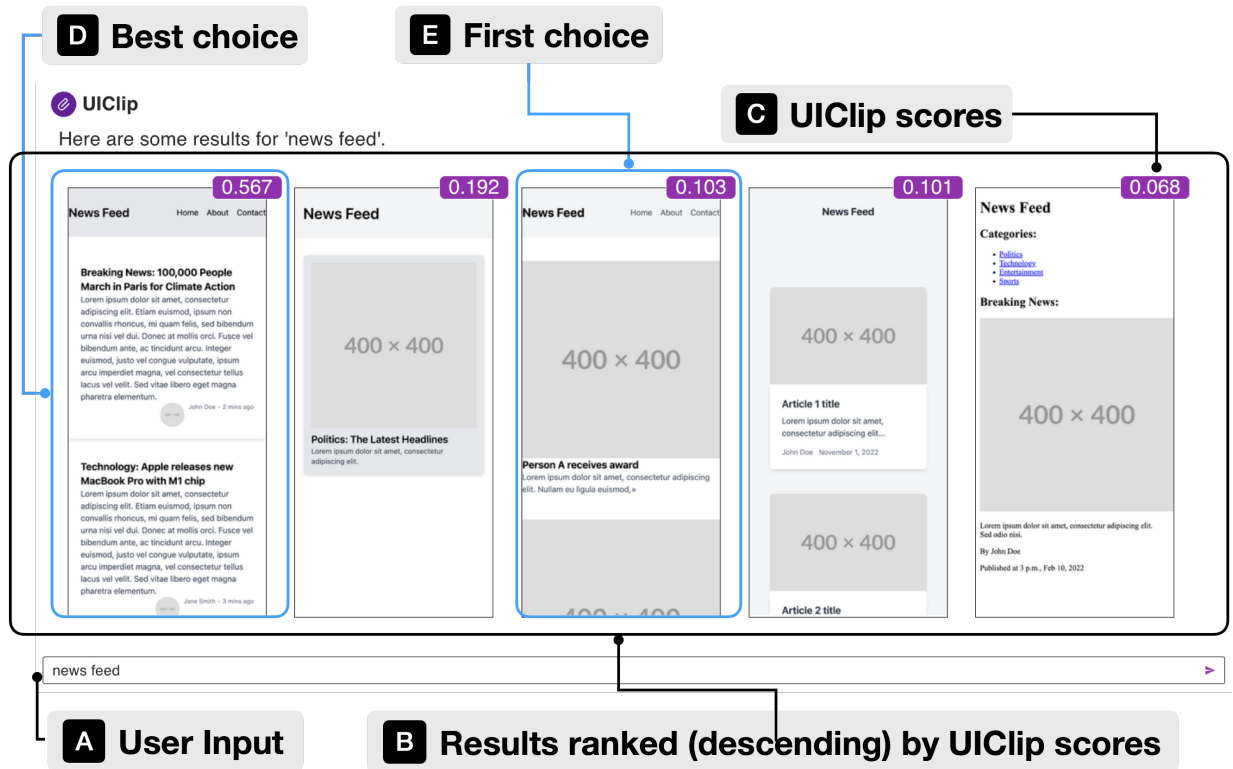 D Best choice
E First choice
UIClip
C UIClip scores
Here are some results for 'news feed'.
0.567
News Feed Home About Contact
Breaking News: 100,000 People
March in Paris for Climate Action
Lorem ipsum dolor sit amet, consectetur
adipiscing elit. Etiam euismod, ipsum non
convallis rhoncus, mi quam felis, sed bibendum
urna nisi vel dui. Donec at mollis orci. Fusce vel
bibendum ante, ac tincidunt arcu. Integer
euismod, justo vel congue vulputate, ipsum
arcu imperdiet magna, vel consectetur tellus
lacus vel velit. Sed vitae libero eget magna
pharetra elementum.
John Doe - 2 mins ago
Technology: Apple releases new
MacBook Pro with M1 chip
Lorem ipsum dolor sit amet, consectetur
adipiscing elit. Etiam euismod, ipsum non
convallis rhoncus, mi quam felis, sed bibendum
urna nisi vel dui. Donec at mollis orci. Fusce vel
bibendum ante, ac tincidunt arcu. Integer
euismod, justo vel congue vulputate, ipsum
arcu imperdiet magna, vel consectetur tellus
lacus vel velit. Sed vitae libero eget magna
pharetra elementum.
Jane Smith - 3 mins ago
0.192
News Feed
400 × 400
Politics: The Latest Headlines
Lorem ipsum dolor sit amet, consectetur
adipiscing elit.
0.103
News Feed Home About Contact
400 × 400
Person A receives award
Lorem ipsum dolor sit amet, consectetur adipiscing
elit. Nullam eu ligula euismod,»
400 × 400
0.101
News Feed
400 × 400
Article 1 title
Lorem ipsum dolor sit amet,
consectetur adipiscing elit...
John Doe November 1, 2022
400 × 400
Article 2 title
0.068
News Feed
Categories:
• Politics
• Technology
• Entertainment
• Sports
Breaking News:
400 × 400
Lorem ipsum dolor sit amet, consectetur adipiscing elit.
Sed odio nisi.
By John Doe
Published at 3 p.m., Feb 10, 2022
news feed
A User Input
B Results ranked (descending) by UIClip scores